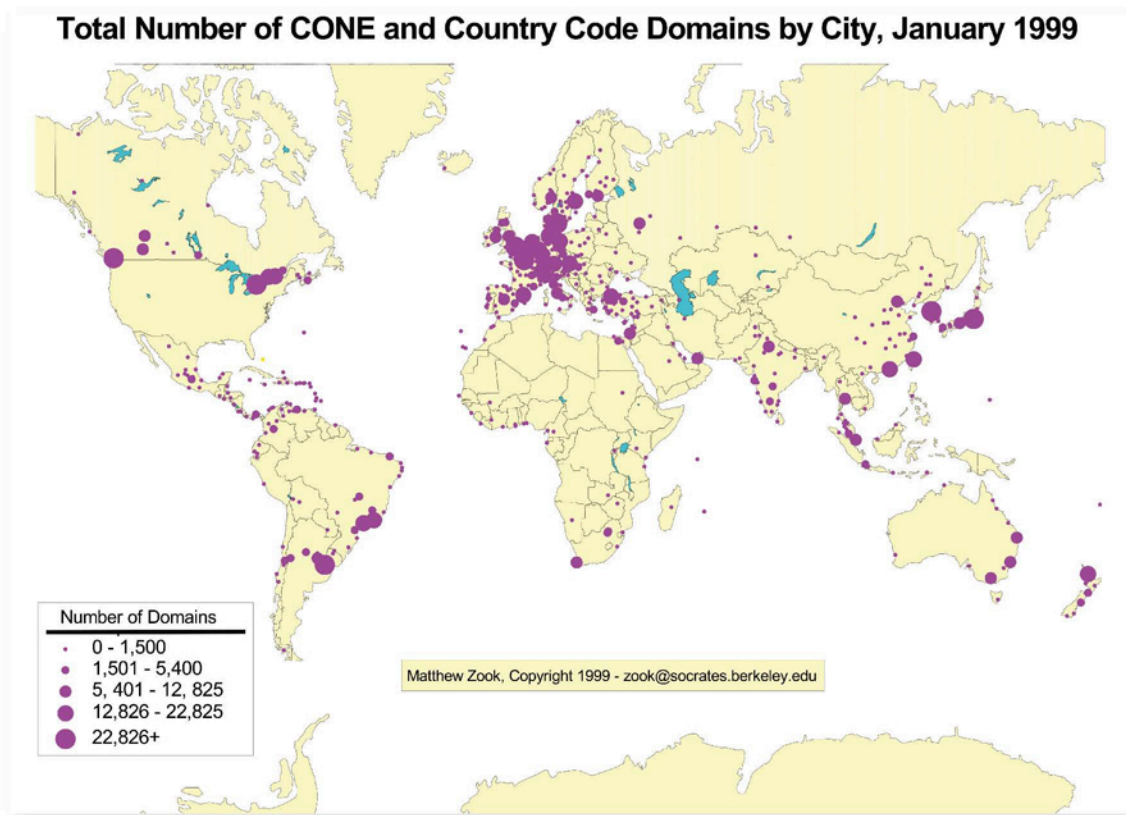 Total Number of CONE and Country Code Domains by City, January 1999
Number of Domains
0 - 1,500
1,501 - 5,400
5, 401 - 12, 825
12,826 - 22,825
22,826+
Matthew Zook, Copyright 1999 - zook@socrates.berkeley.edu